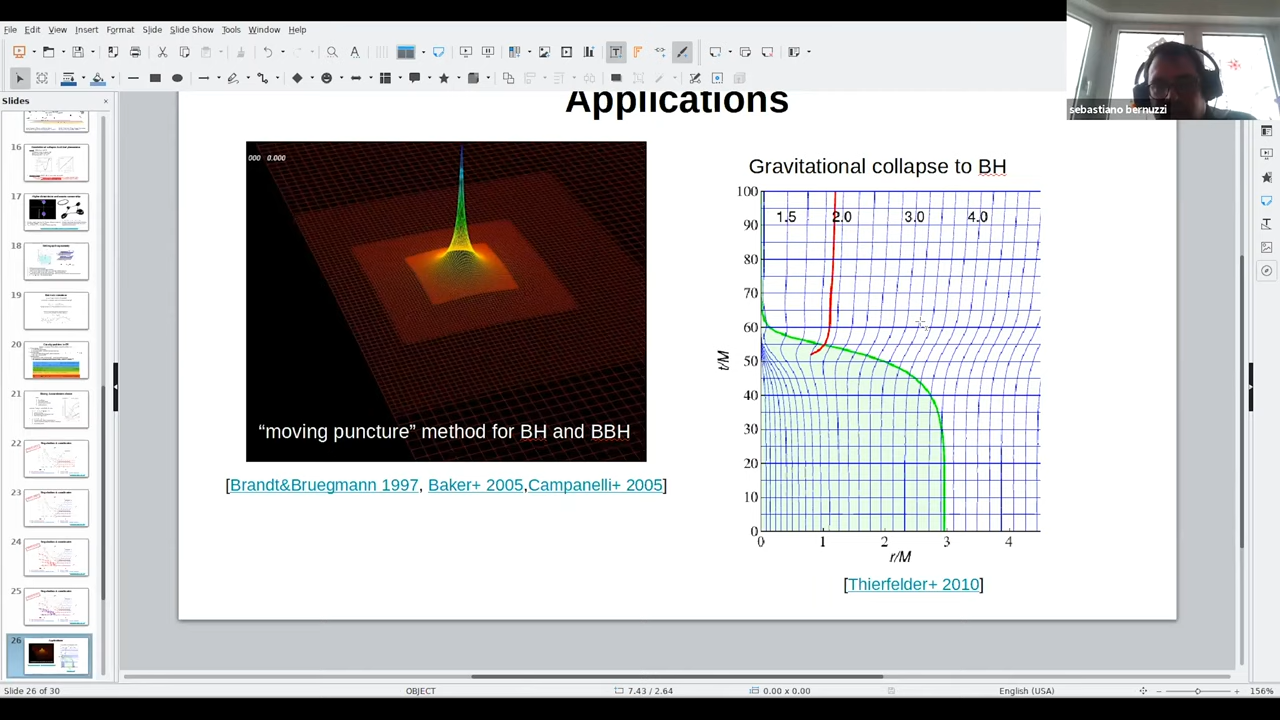 File Edit View Insert Format Slide Slide Show Tools Window Help
sebastiano bernuzzi
Slides
16
17
18
19
20
21
22
23
24
25
26
Applications
000 0.000
“moving puncture” method for BH and BBH
[Brandt&Bruegmann 1997, Baker+ 2005,Campanelli+ 2005]
Gravitational collapse to BH
100
90
80
70
60
50
40
30
20
10
0
t/M
1.5 2.0 3.0 4.0
0 1 2 3 4
r/M
[Thierfelder+ 2010]
Slide 26 of 30 OBJECT 7.43 / 2.64 0.00 x 0.00 English (USA) 156%